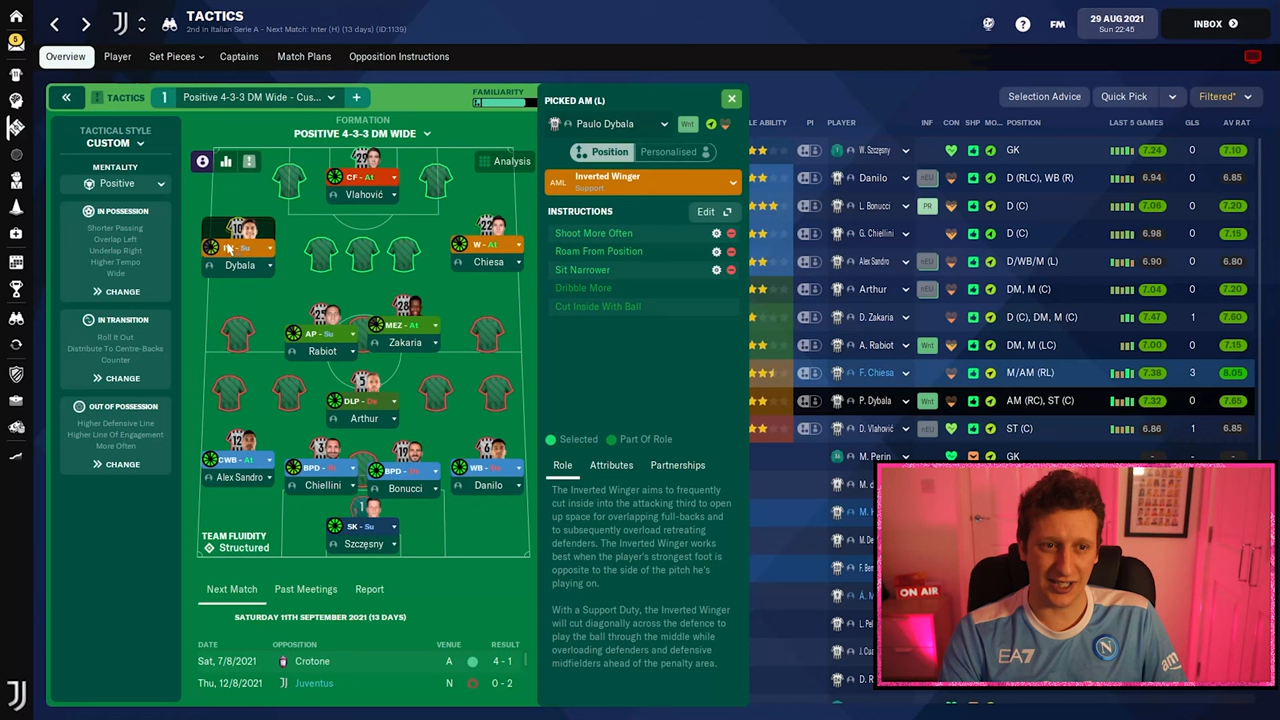 TACTICS
2nd in Italian Serie A - Next Match: Inter (H) (13 days) (ID:1139)
FM
29 AUG 2021
Sun 22:45
INBOX
5
Overview
Player
Set Pieces
Captains
Match Plans
Opposition Instructions
TACTICS
1
Positive 4-3-3 DM Wide - Cus...
FAMILIARITY
TACTICAL STYLE
CUSTOM
MENTALITY
Positive
IN POSSESSION
Shorter Passing
Overlap Left
Underlap Right
Higher Tempo
Wide
CHANGE
IN TRANSITION
Roll It Out
Distribute To Centre-Backs
Counter
CHANGE
OUT OF POSSESSION
Higher Defensive Line
Higher Line Of Engagement
More Often
CHANGE
FORMATION
POSITIVE 4-3-3 DM WIDE
Analysis
CF - At
Vlahović
10
- Su
Dybala
22
W - At
Chiesa
AP - Su
Rabiot
28
MEZ - At
Zakaria
5
DLP - De
Arthur
12
CWB - At
Alex Sandro
3
BPD - De
Chiellini
19
BPD - De
Bonucci
6
WB - De
Danilo
1
SK - Su
Szczęsny
TEAM FLUIDITY
Structured
Next Match
Past Meetings
Report
SATURDAY 11TH SEPTEMBER 2021 (13 DAYS)
DATE
OPPOSITION
VENUE
RESULT
Sat, 7/8/2021
Crotone
A
4 - 1
Thu, 12/8/2021
Juventus
N
0 - 2
PICKED AM (L)
Paulo Dybala
Wnt
Position
Personalised
AML
Inverted Winger
Support
INSTRUCTIONS
Edit
Shoot More Often
Roam From Position
Sit Narrower
Dribble More
Cut Inside With Ball
Selected
Part Of Role
Role
Attributes
Partnerships
The Inverted Winger aims to frequently
cut inside into the attacking third to open
up space for overlapping full-backs and
to subsequently overload retreating
defenders. The Inverted Winger works
best when the player's strongest foot is
opposite to the side of the pitch he's
playing on.
With a Support Duty, the Inverted Winger
will cut diagonally across the defence to
play the ball through the middle while
overloading defenders and defensive
midfielders ahead of the penalty area.
Selection Advice
Quick Pick
Filtered*
LE ABILITY
PI
PLAYER
INF
CON
SHP
MO...
POSITION
LAST 5 GAMES
GLS
AV RAT
W. Szczęsny
GK
7.24
0
7.10
Danilo
nEU
D (RLC), WB (R)
6.94
0
6.85
L. Bonucci
PR
D (C)
7.06
0
7.20
G. Chiellini
D (C)
6.98
0
7.15
Alex Sandro
nEU
D/WB/M (L)
6.90
0
6.80
Arthur
nEU
DM, M (C)
7.04
0
7.20
D. Zakaria
D (C), DM, M (C)
7.47
1
7.60
A. Rabiot
Wnt
DM, M (LC)
7.00
0
7.15
F. Chiesa
M/AM (RL)
7.38
3
8.05
P. Dybala
Wnt
AM (RC), ST (C)
7.32
0
7.65
D. Vlahović
nEU
ST (C)
6.86
1
6.85
M. Perin
GK
ON AIR
EA7
N
am